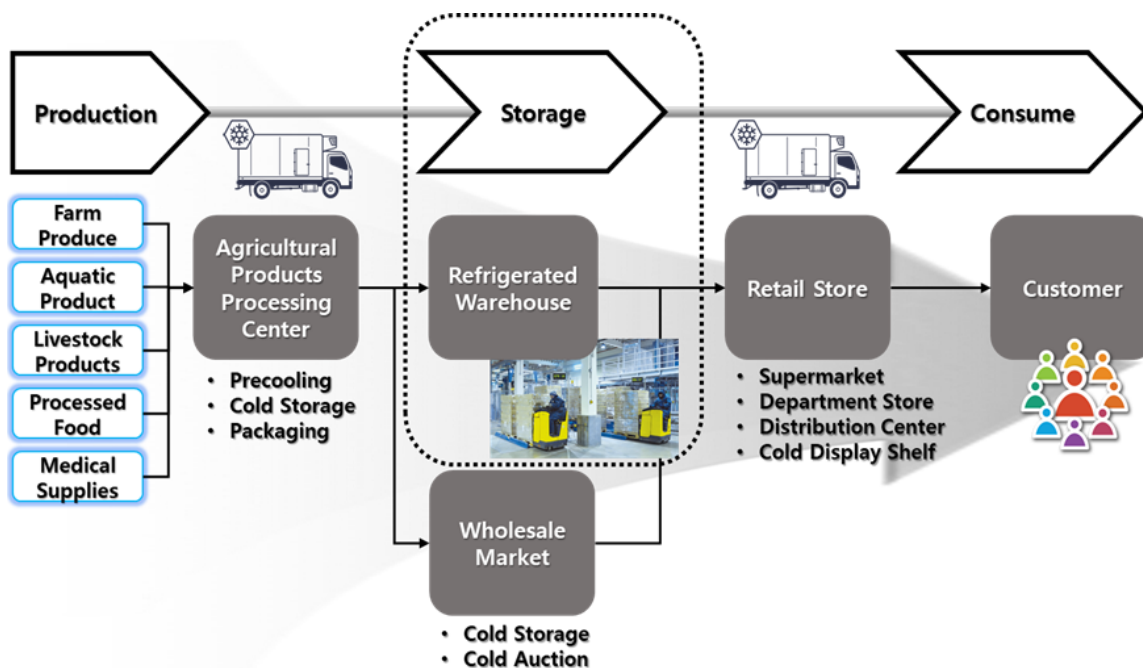 Production
Storage
Consume
Farm
Produce
Aquatic
Product
Livestock
Products
Processed
Food
Medical
Supplies
Agricultural
Products
Processing
Center
• Precooling
• Cold Storage
• Packaging
Refrigerated
Warehouse
Wholesale
Market
• Cold Storage
• Cold Auction
Retail Store
• Supermarket
• Department Store
• Distribution Center
• Cold Display Shelf
Customer